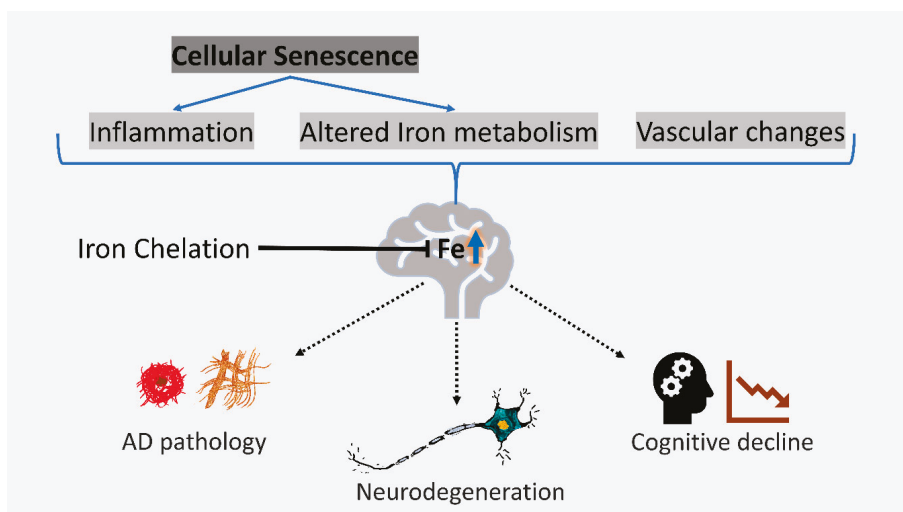 Cellular Senescence
Inflammation
Altered Iron metabolism
Vascular changes
Iron Chelation
Fe
AD pathology
Cognitive decline
Neurodegeneration